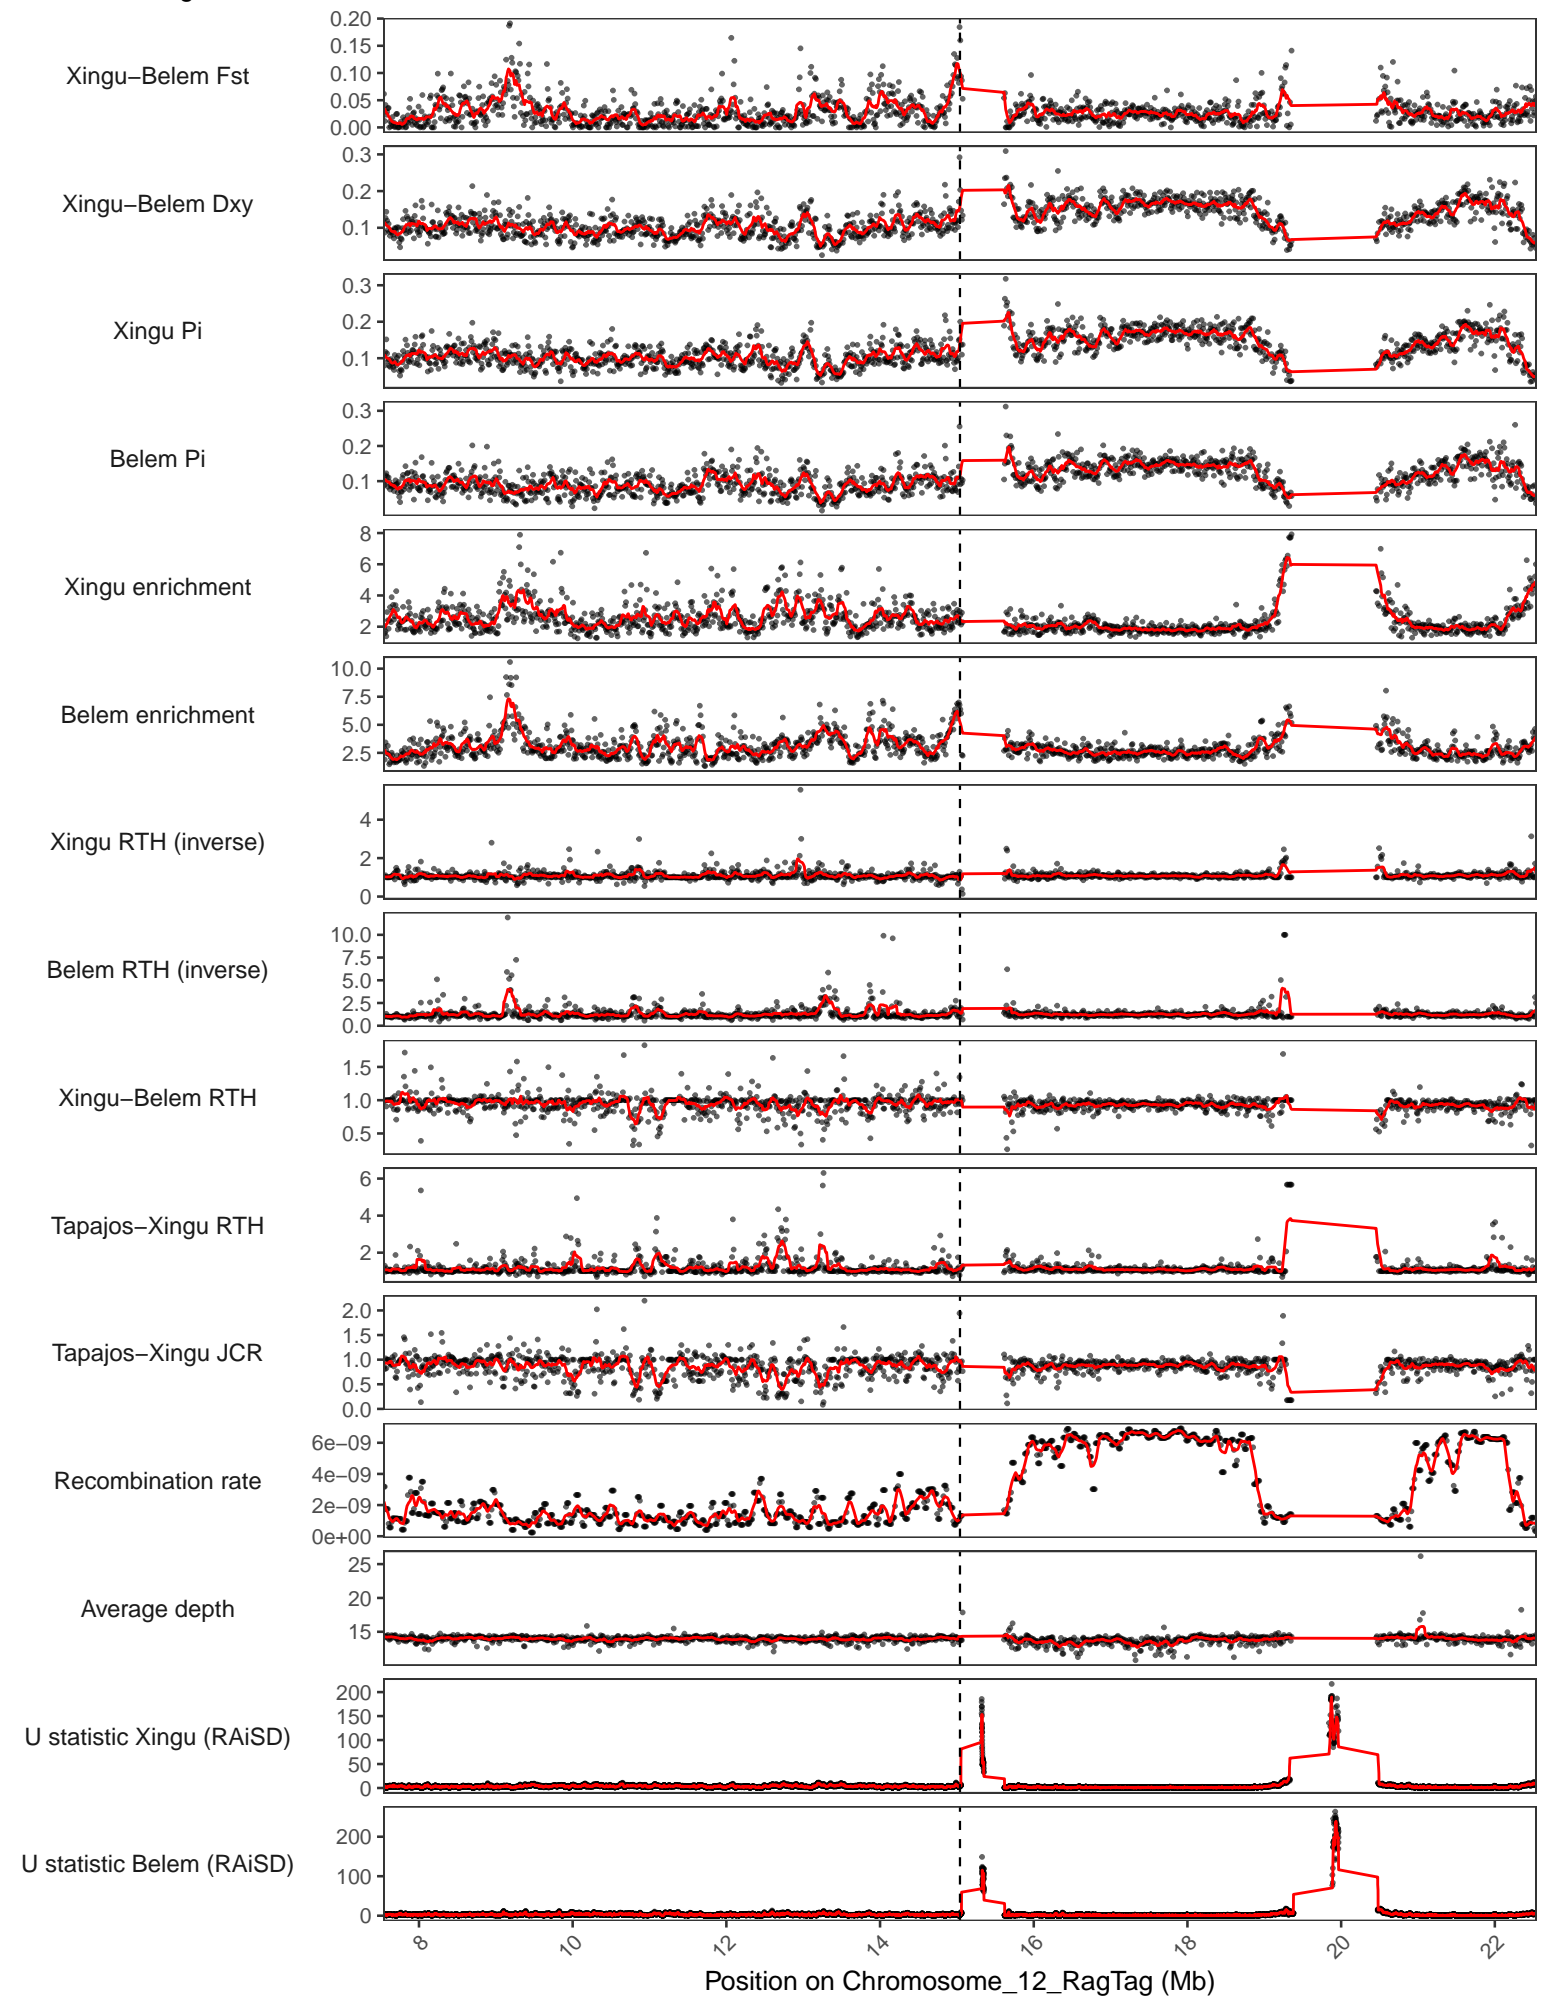 0.20
0.15
0.10
0.05
0.00
Xingu−Belem Fst
0.3
0.2
0.1
Xingu−Belem Dxy
0.3
0.2
0.1
Xingu Pi
0.3
0.2
0.1
Belem Pi
8
6
4
2
Xingu enrichment
10.0
7.5
5.0
2.5
Belem enrichment
4
2
0
Xingu RTH (inverse)
10.0
7.5
5.0
2.5
0.0
Belem RTH (inverse)
1.5
1.0
0.5
Xingu−Belem RTH
6
4
2
Tapajos−Xingu RTH
2.0
1.5
1.0
0.5
0.0
Tapajos−Xingu JCR
6e−09
4e−09
2e−09
0e+00
Recombination rate
25
20
15
Average depth
200
150
100
50
0
U statistic Xingu (RAiSD)
200
100
0
U statistic Belem (RAiSD)
8 10 12 14 16 18 20 22
Position on Chromosome_12_RagTag (Mb)